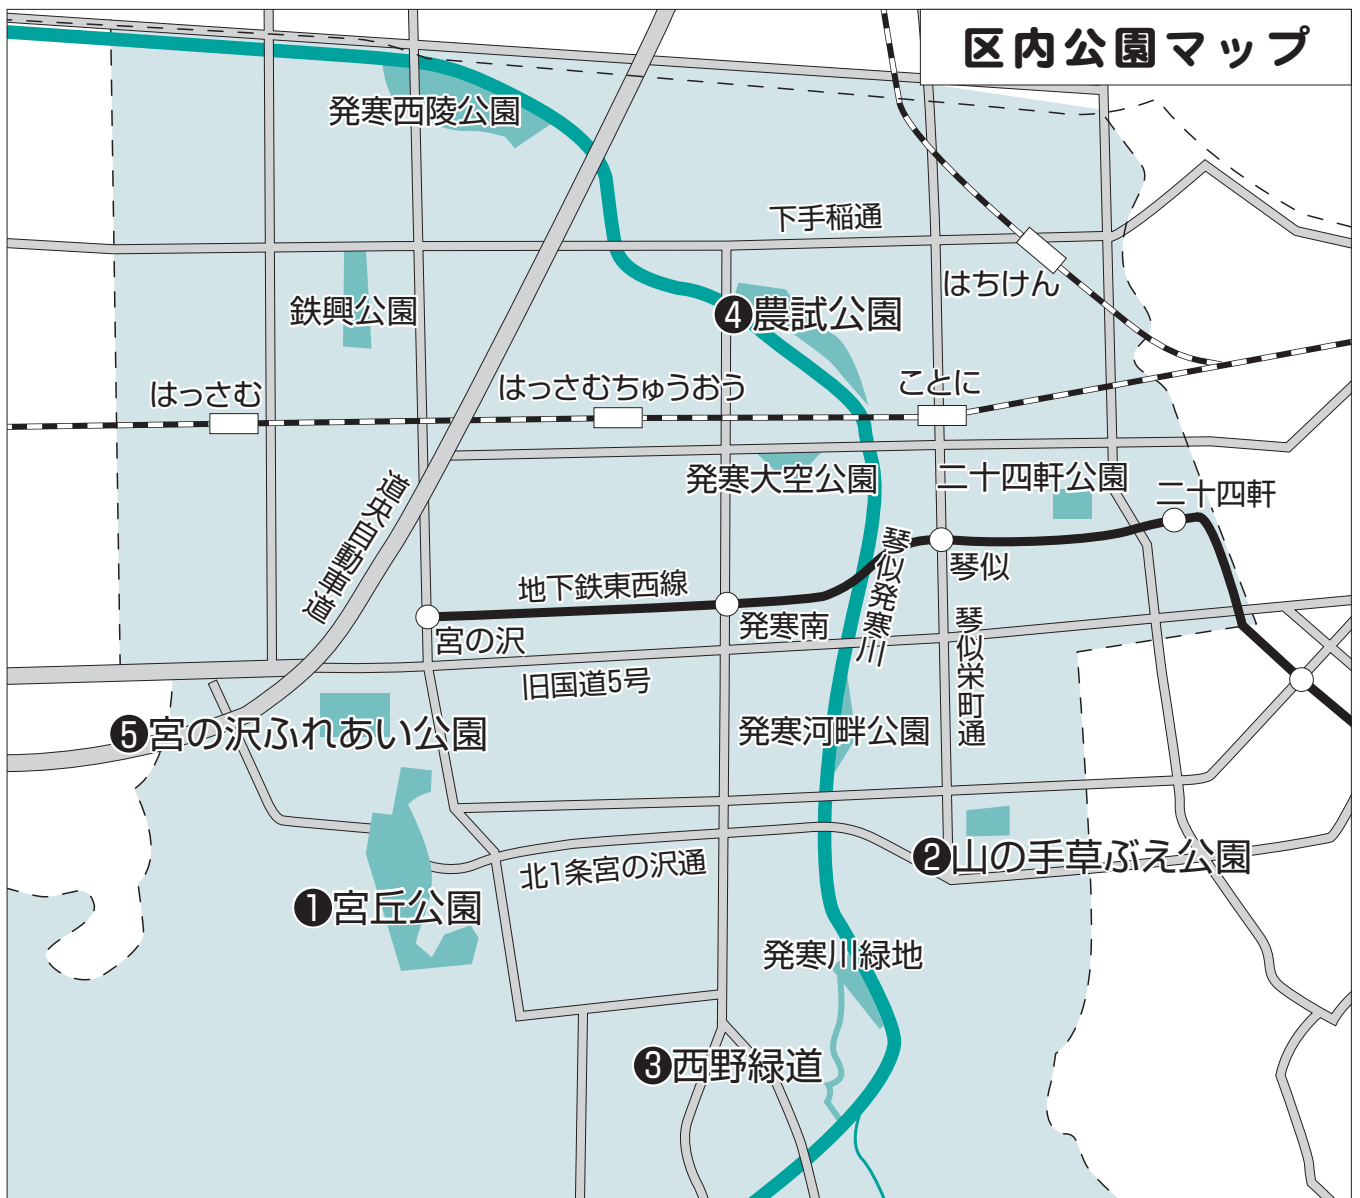 区内公園マップ
発寒西陵公園
下手稲通
はちけん
鉄興公園
❹農試公園
はっさむ
はっさむちゅうおう
ことに
発寒大空公園
二十四軒公園
二十四軒
道央自動車道
琴似発寒川
琴似
地下鉄東西線
宮の沢
発寒南
琴似栄町通
旧国道5号
❺宮の沢ふれあい公園
発寒河畔公園
❷山の手草ぶえ公園
北1条宮の沢通
❶宮丘公園
発寒川緑地
❸西野緑道